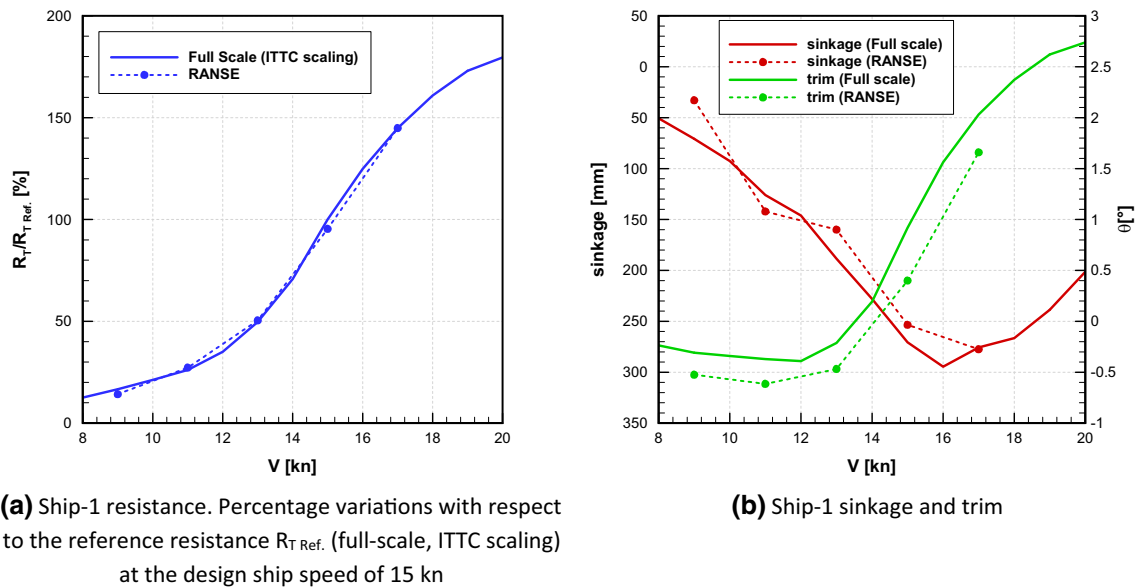 200
150
100
50
0
R_T/R_T Ref. [%]
Full Scale (ITTC scaling)
RANSE
8 10 12 14 16 18 20
V [kn]
50
0
50
100
150
200
250
300
350
sinkage [mm]
sinkage (Full scale)
sinkage (RANSE)
trim (Full scale)
trim (RANSE)
3
2.5
2
1.5
1
0.5
0
-0.5
-1
θ[°]
8 10 12 14 16 18 20
V [kn]
(a) Ship-1 resistance. Percentage variations with respect
to the reference resistance R_T Ref. (full-scale, ITTC scaling)
at the design ship speed of 15 kn
(b) Ship-1 sinkage and trim